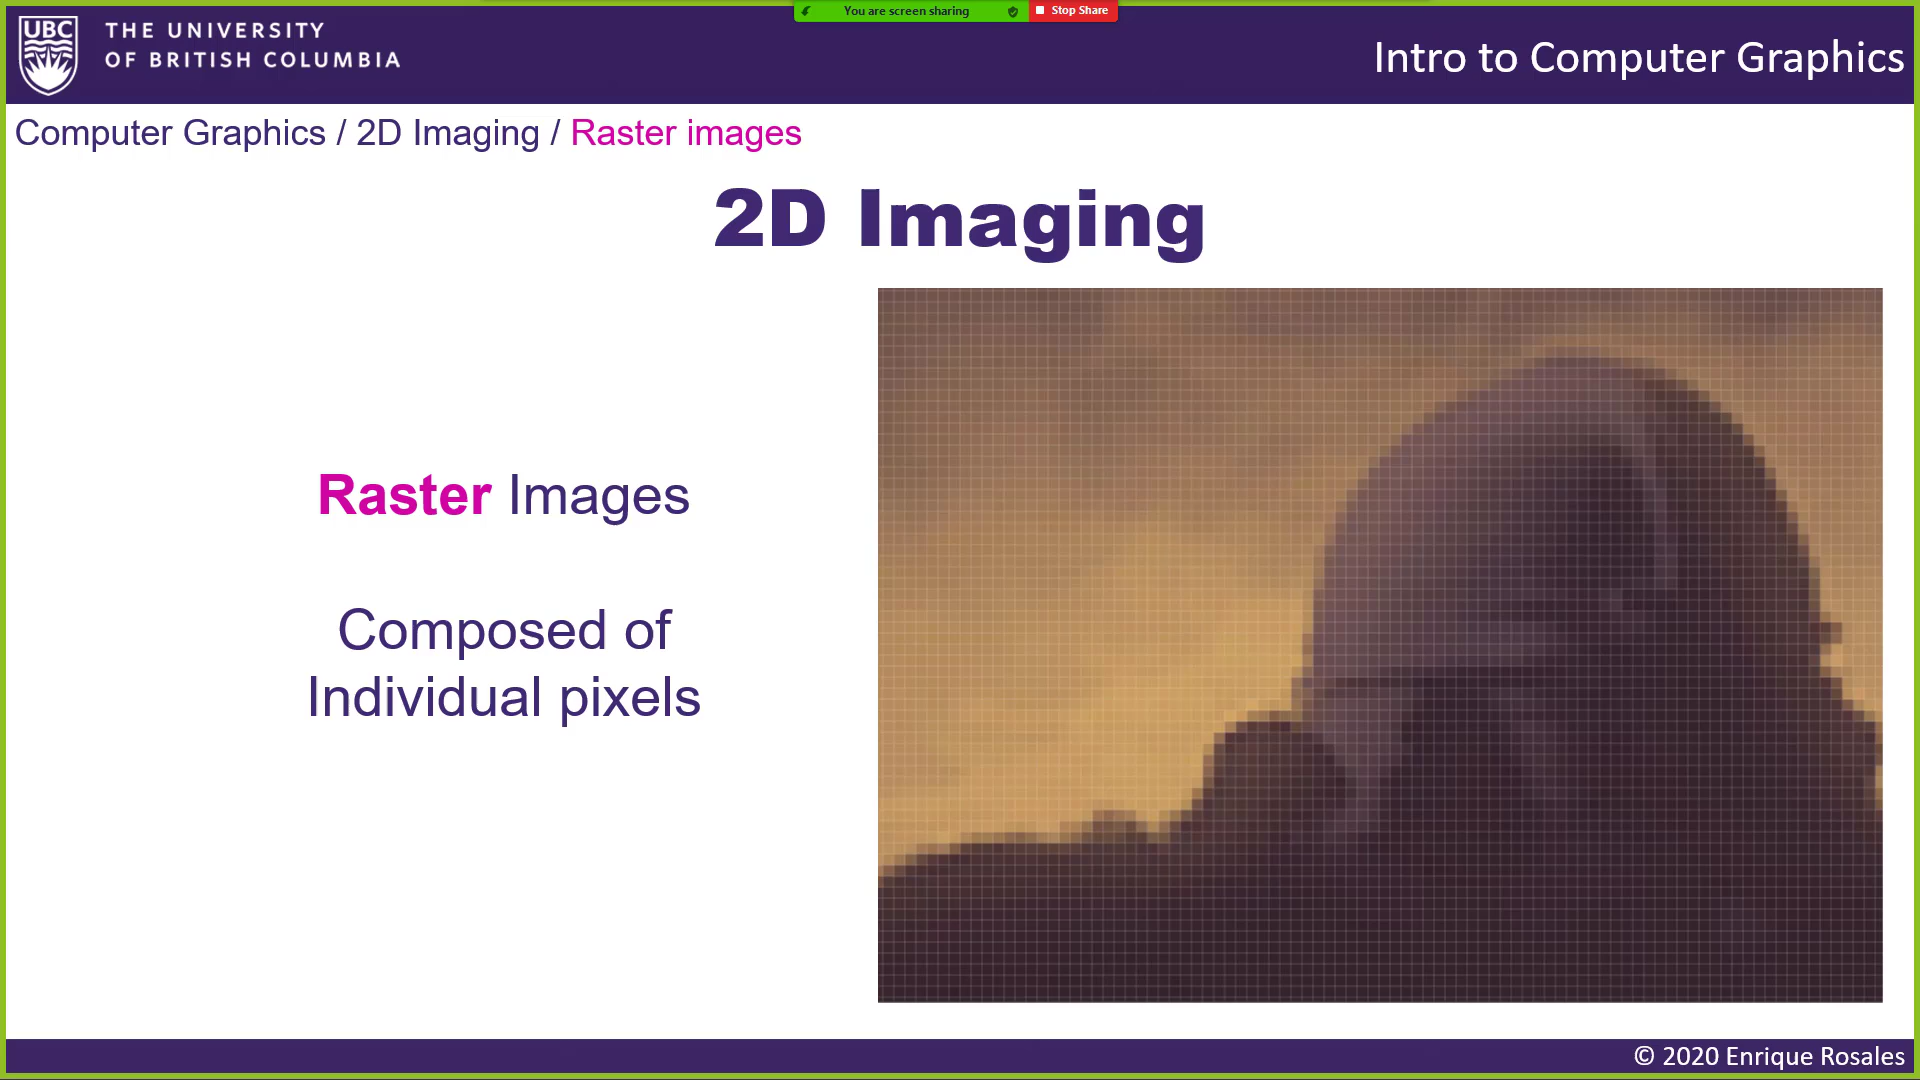 You are screen sharing
Stop Share
UBC
THE UNIVERSITY
OF BRITISH COLUMBIA
Intro to Computer Graphics
Computer Graphics / 2D Imaging / Raster images
2D Imaging
Raster Images
Composed of
Individual pixels
© 2020 Enrique Rosales